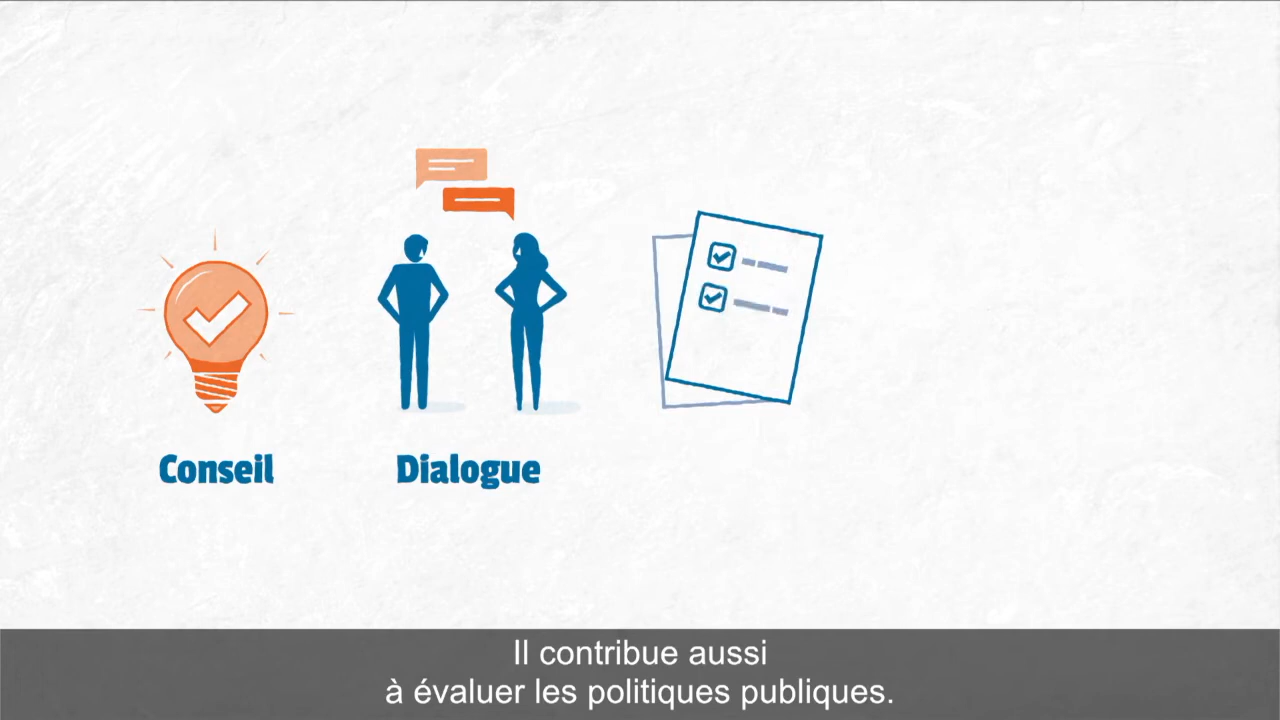 Conseil
Dialogue
Il contribue aussi
à évaluer les politiques publiques.